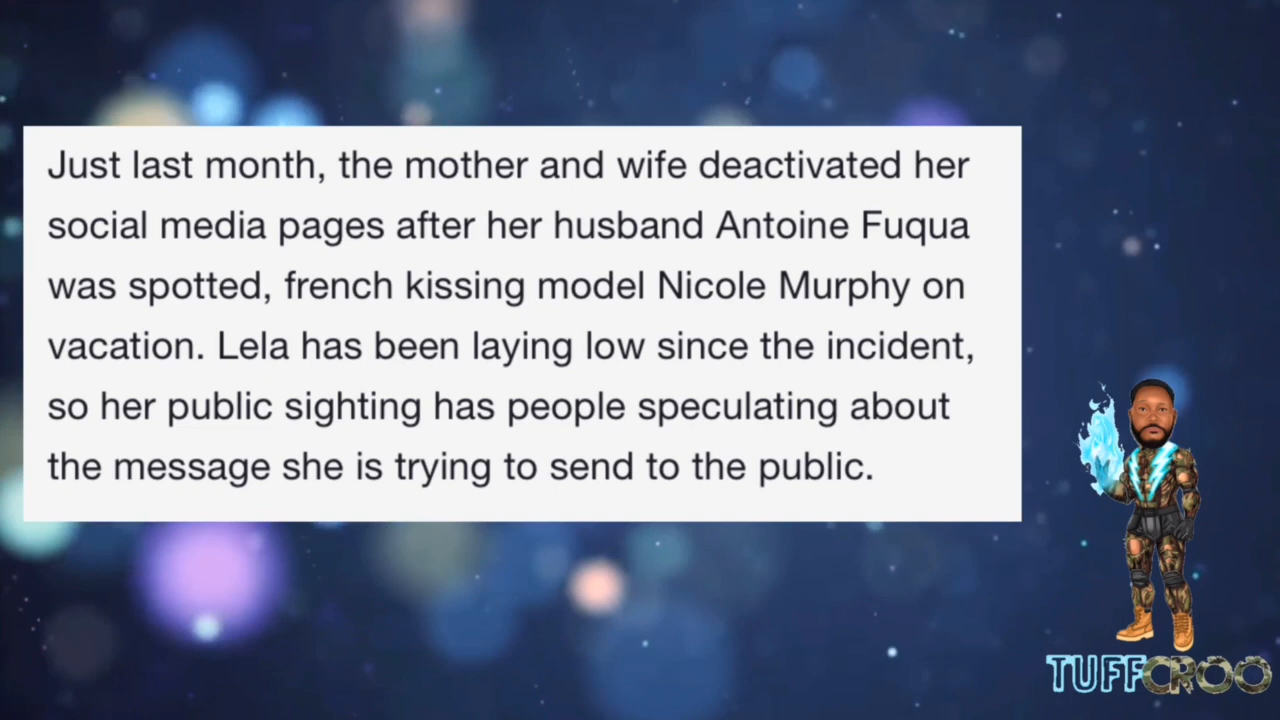 Just last month, the mother and wife deactivated her
social media pages after her husband Antoine Fuqua
was spotted, french kissing model Nicole Murphy on
vacation. Lela has been laying low since the incident,
so her public sighting has people speculating about
the message she is trying to send to the public.
TUFFCROO